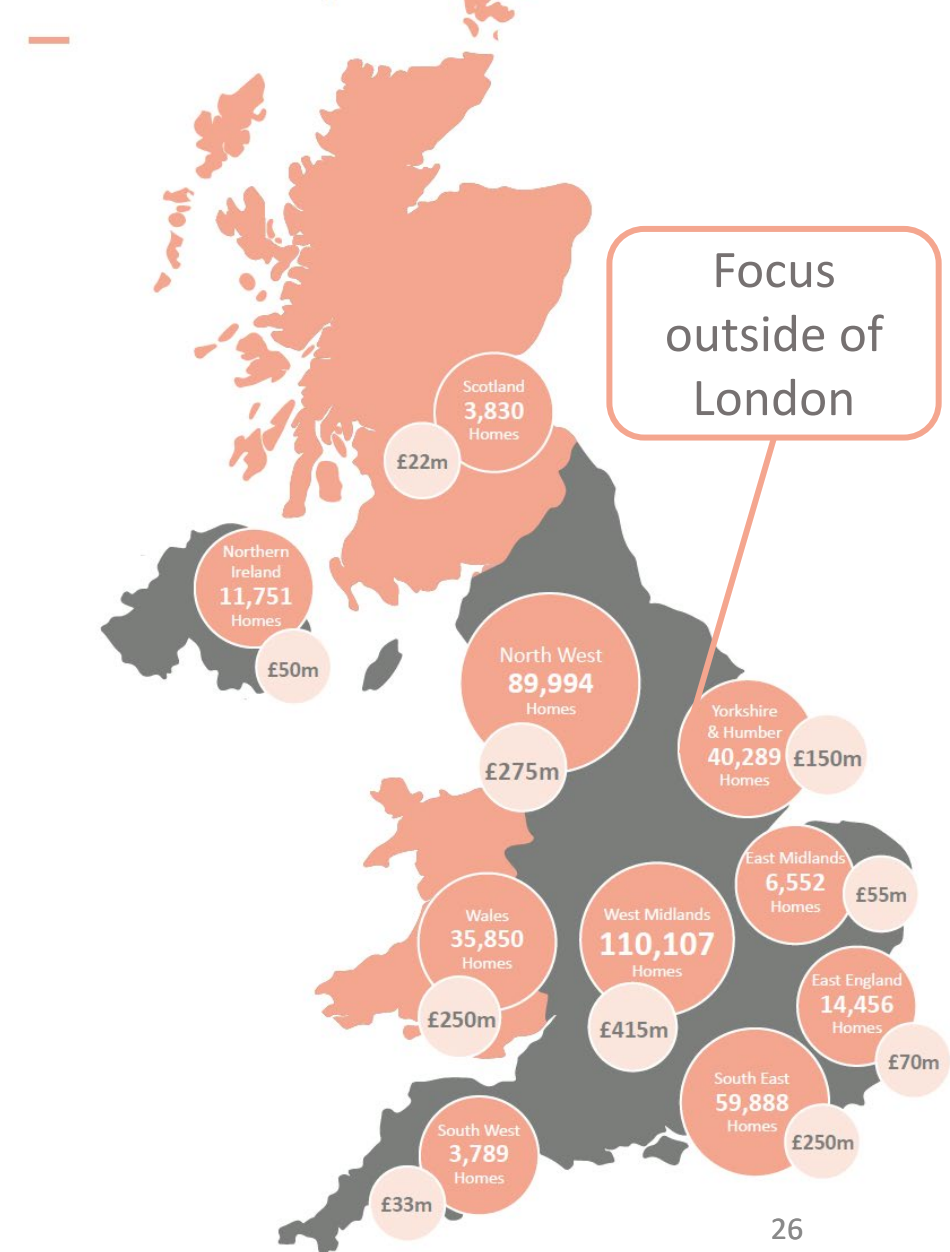 Focus
outside of
London
Scotland
3,830
Homes
£22m
Northern
Ireland
11,751
Homes
£50m
North West
89,994
Homes
£275m
Yorkshire
& Humber
40,289
Homes
£150m
East Midlands
6,552
Homes
£55m
Wales
35,850
Homes
£250m
West Midlands
110,107
Homes
£415m
East England
14,456
Homes
£70m
South East
59,888
Homes
£250m
South West
3,789
Homes
£33m
26